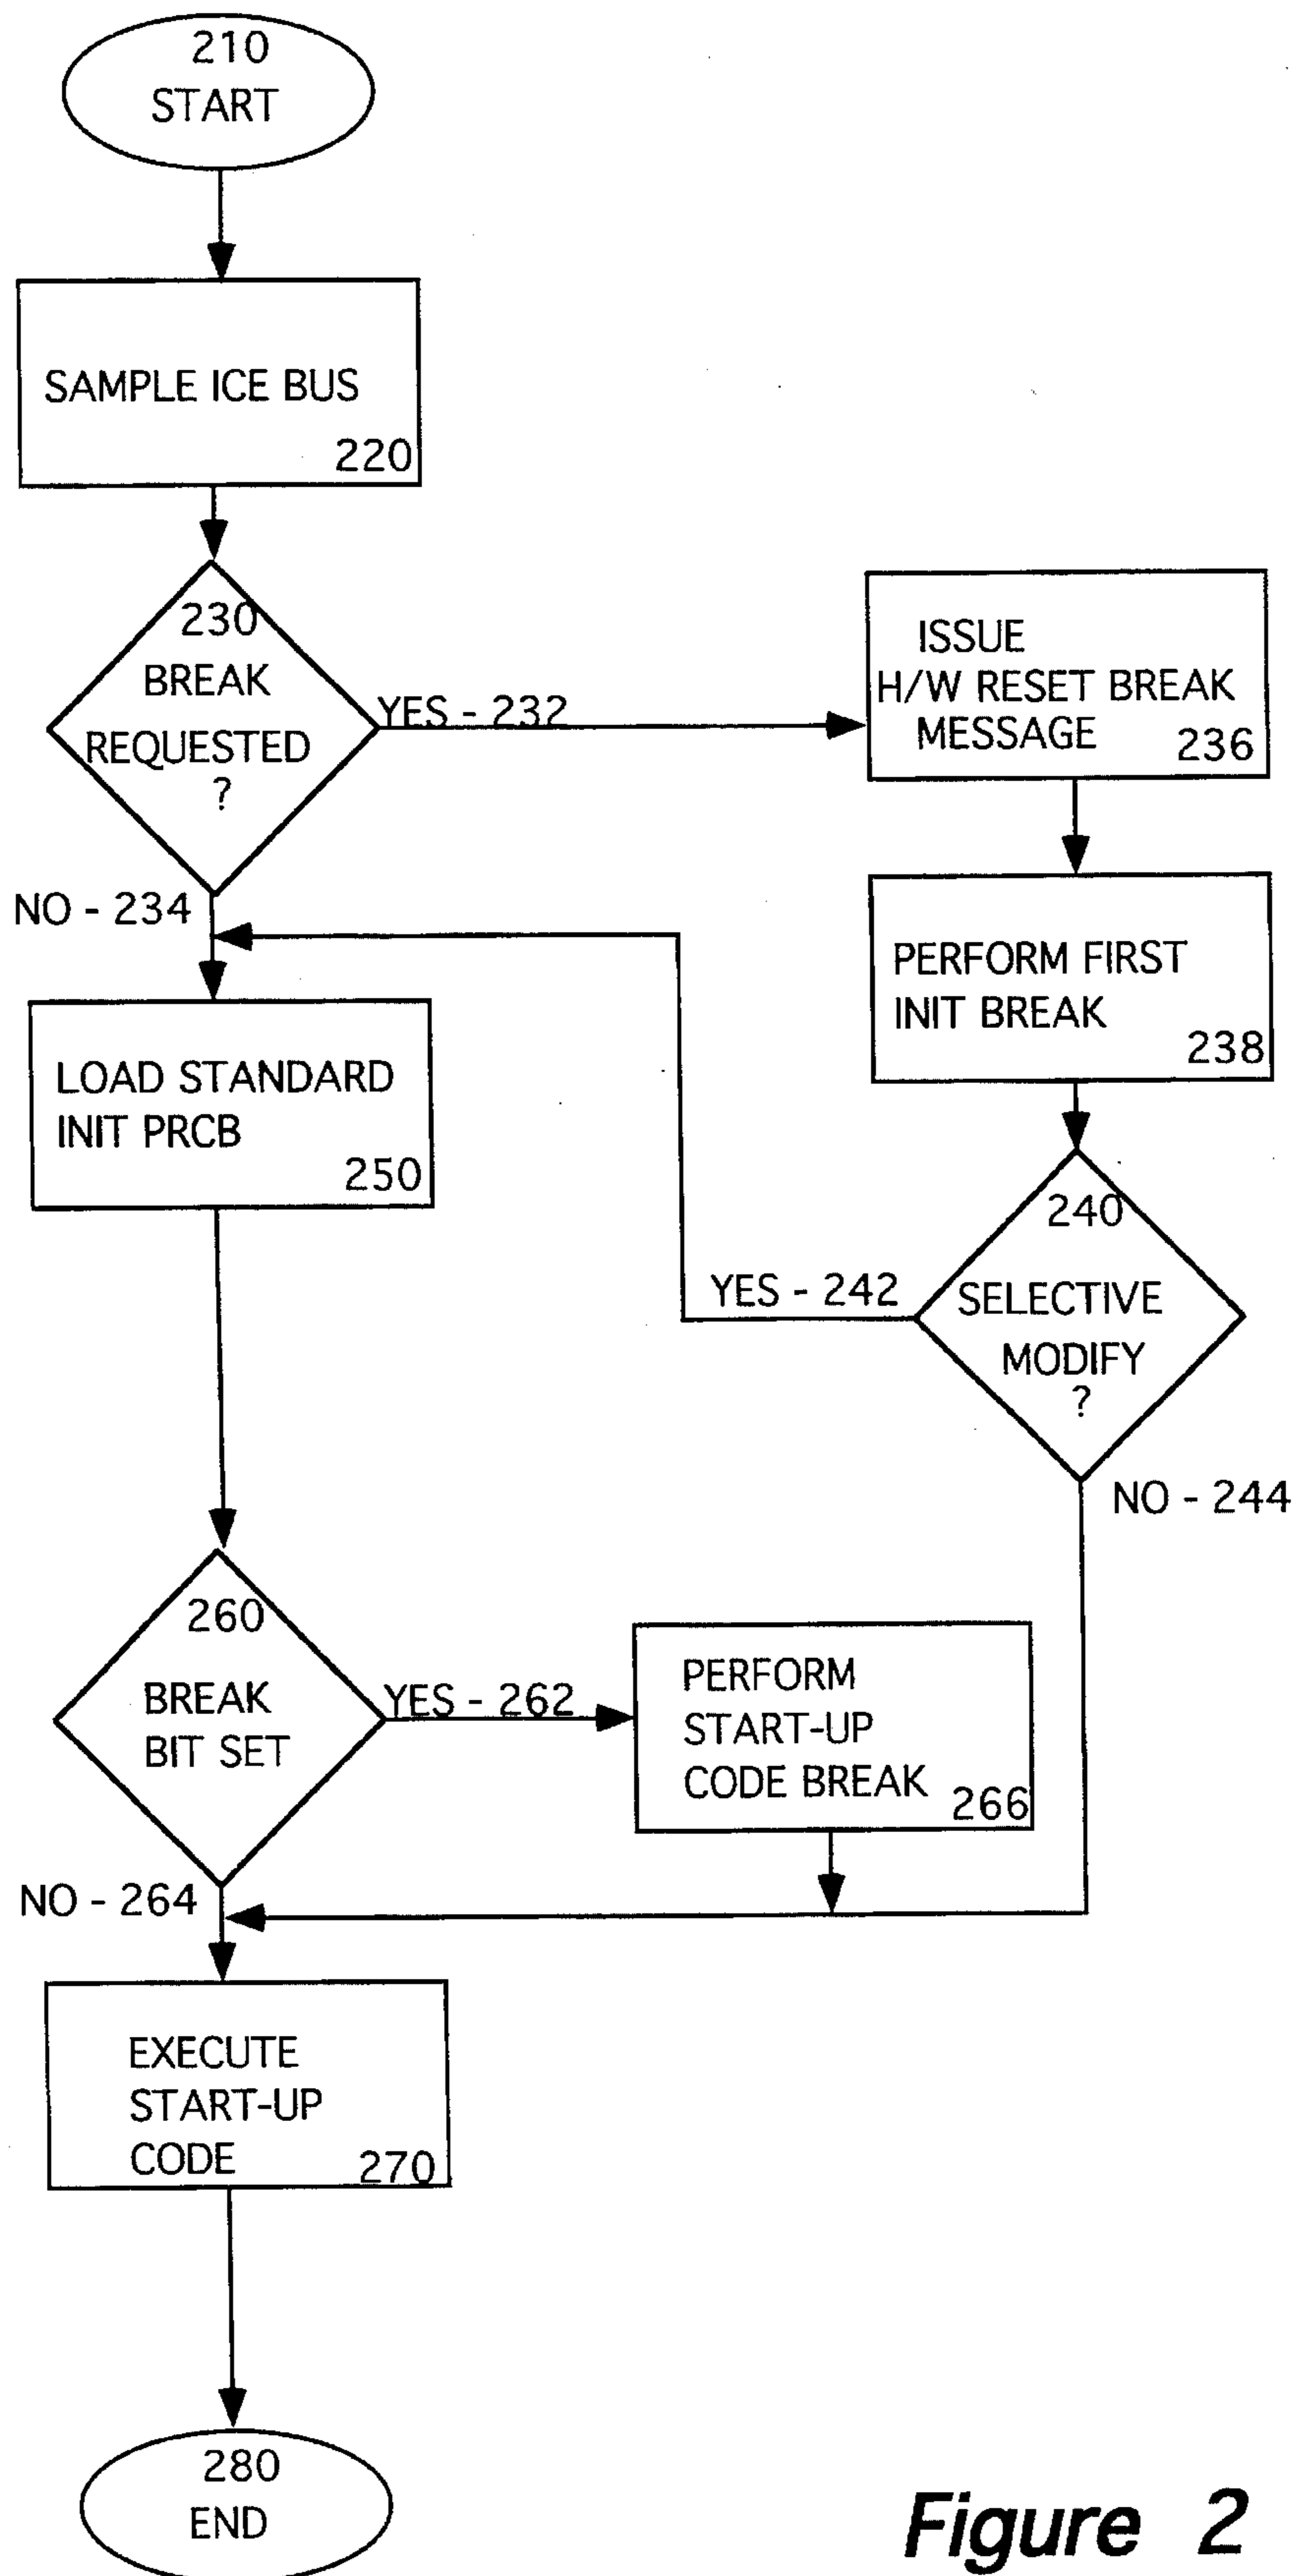 210
START
SAMPLE ICE BUS
220
230
BREAK
REQUESTED
?
YES - 232
NO - 234
ISSUE
H/W RESET BREAK
MESSAGE
236
PERFORM FIRST
INIT BREAK
238
240
SELECTIVE
MODIFY
?
YES - 242
NO - 244
LOAD STANDARD
INIT PRCB
250
260
BREAK
BIT SET
YES - 262
NO - 264
PERFORM
START-UP
CODE BREAK
266
EXECUTE
START-UP
CODE
270
280
END
Figure 2